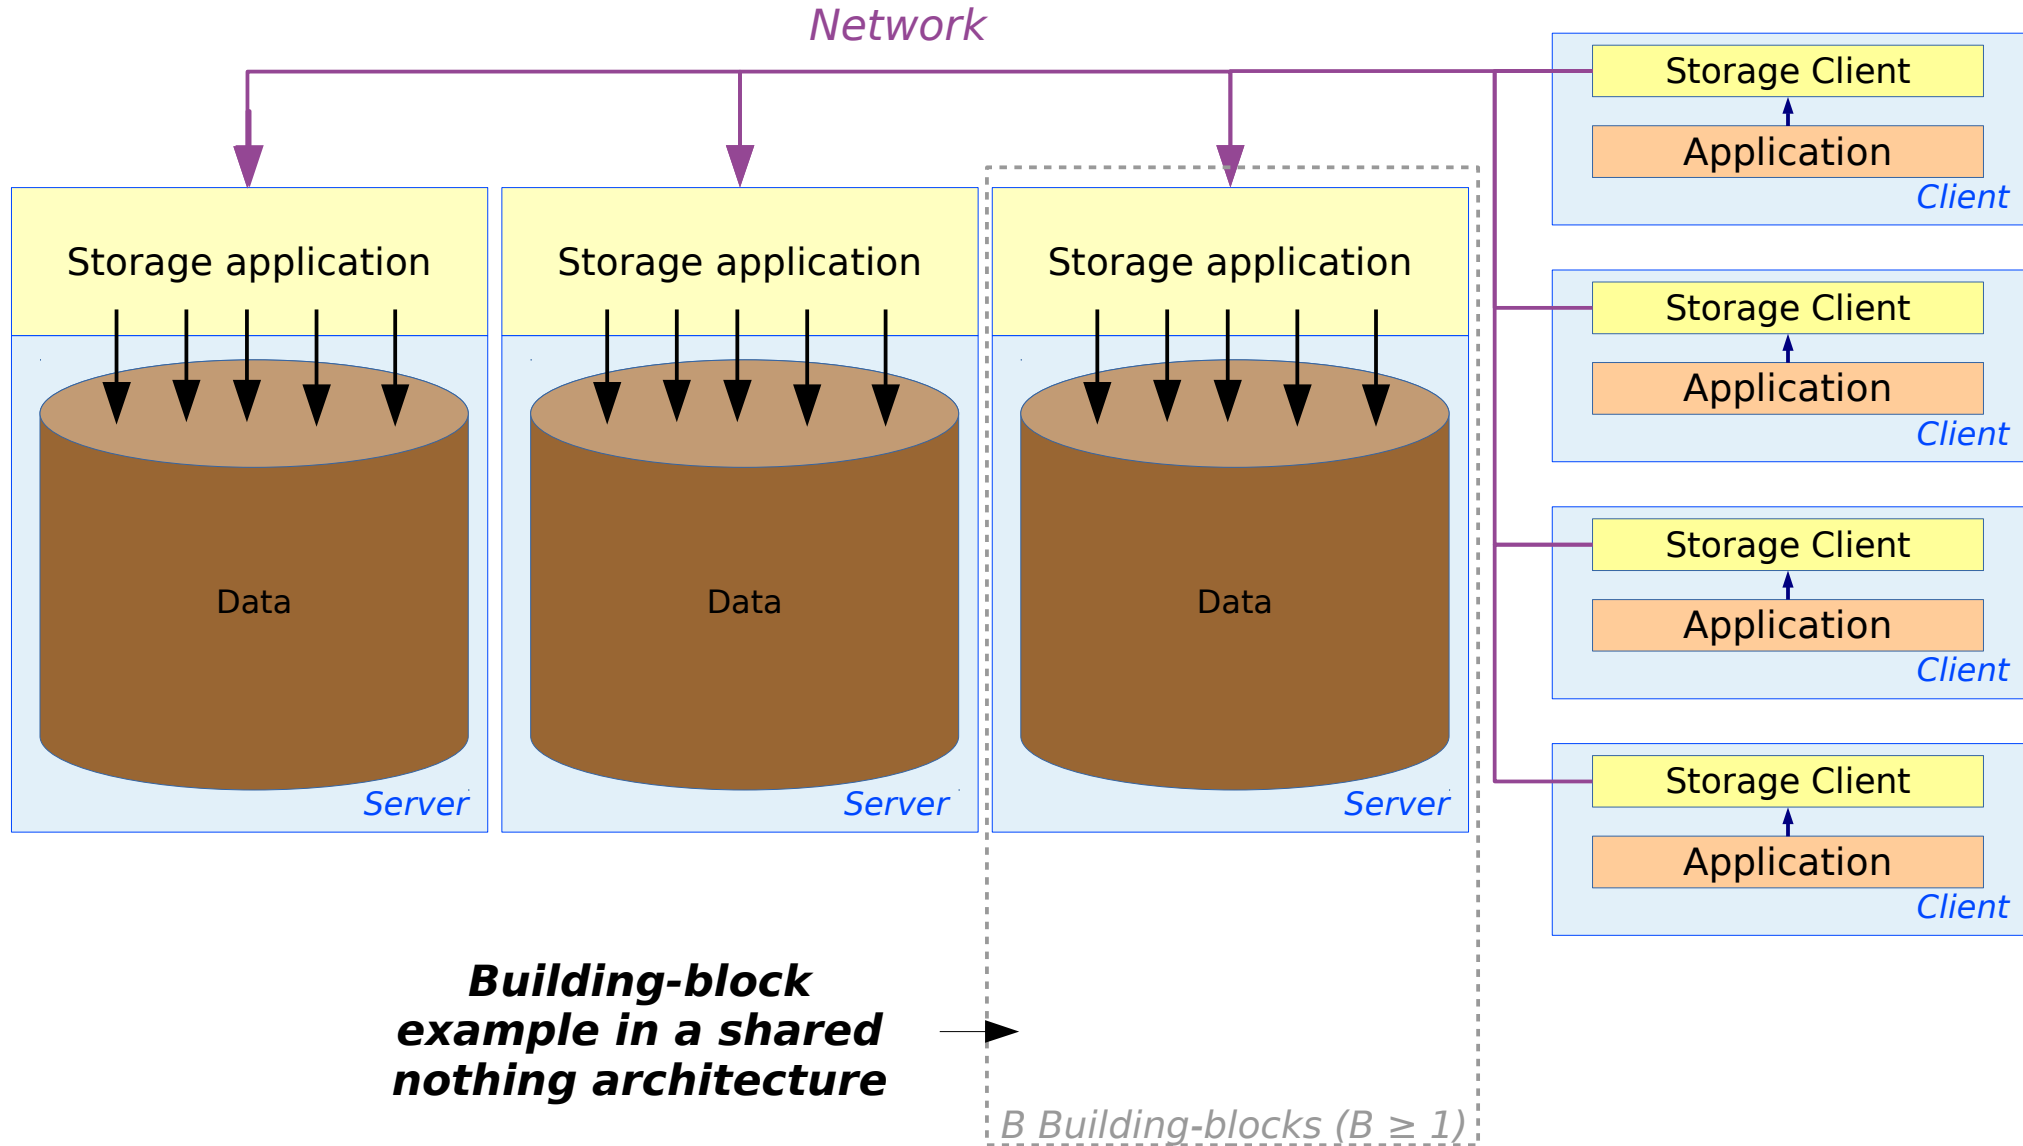 Network
Storage Client
Application
Client
Storage application
Storage application
Storage application
Storage Client
Application
Client
Storage Client
Application
Client
Data
Data
Data
Storage Client
Application
Client
Server
Server
Server
Building-block
example in a shared
nothing architecture
B Building-blocks (B ≥ 1)